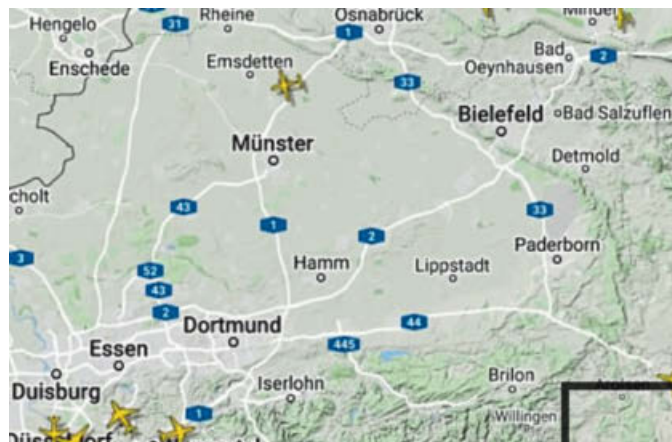 Hengelo
Rheine
Osnabrück
31
1
Enschede
Emsdetten
Bad
Oeynhausen
2
33
Bielefeld
Bad Salzuflen
Münster
Detmold
cholt
43
33
1
2
Paderborn
3
52
Hamm
Lippstadt
43
2
Dortmund
44
Essen
445
Duisburg
Iserlohn
Brilon
1
Willingen